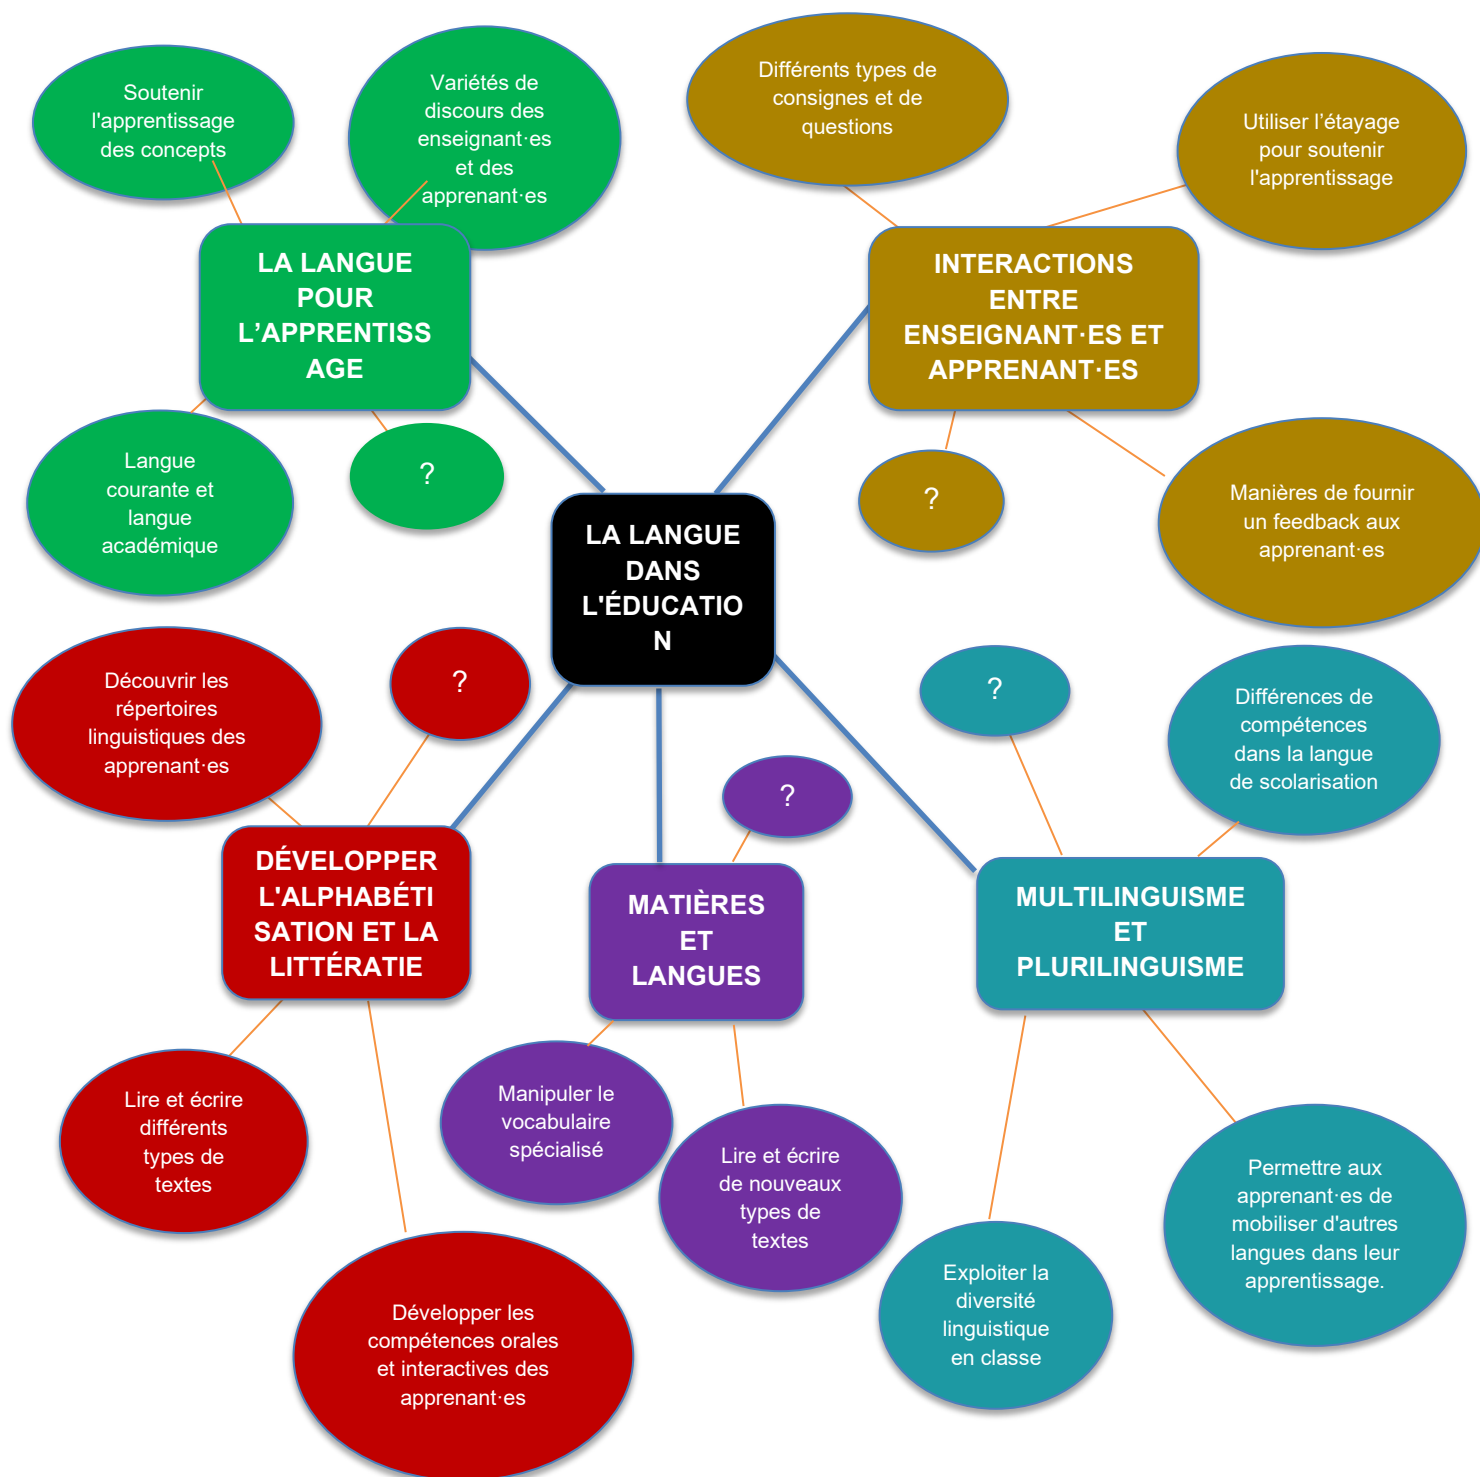 Soutenir
l'apprentissage
des concepts
Variétés de
discours des
enseignant·es
et des
apprenant·es
Différents types de
consignes et de
questions
Utiliser l’étayage
pour soutenir
l'apprentissage
LA LANGUE
POUR
L’APPRENTISS
AGE
INTERACTIONS
ENTRE
ENSEIGNANT·ES ET
APPRENANT·ES
Langue
courante et
langue
académique
?
?
Manières de fournir
un feedback aux
apprenant·es
LA LANGUE
DANS
L'ÉDUCATIO
N
Découvrir les
répertoires
linguistiques des
apprenant·es
?
?
Différences de
compétences
dans la langue
de scolarisation
?
DÉVELOPPER
L'ALPHABÉTI
SATION ET LA
LITTÉRATIE
MATIÈRES
ET
LANGUES
MULTILINGUISME
ET
PLURILINGUISME
Lire et écrire
différents
types de
textes
Manipuler le
vocabulaire
spécialisé
Lire et écrire
de nouveaux
types de
textes
Permettre aux
apprenant·es de
mobiliser d'autres
langues dans leur
apprentissage.
Développer les
compétences orales
et interactives des
apprenant·es
Exploiter la
diversité
linguistique
en classe